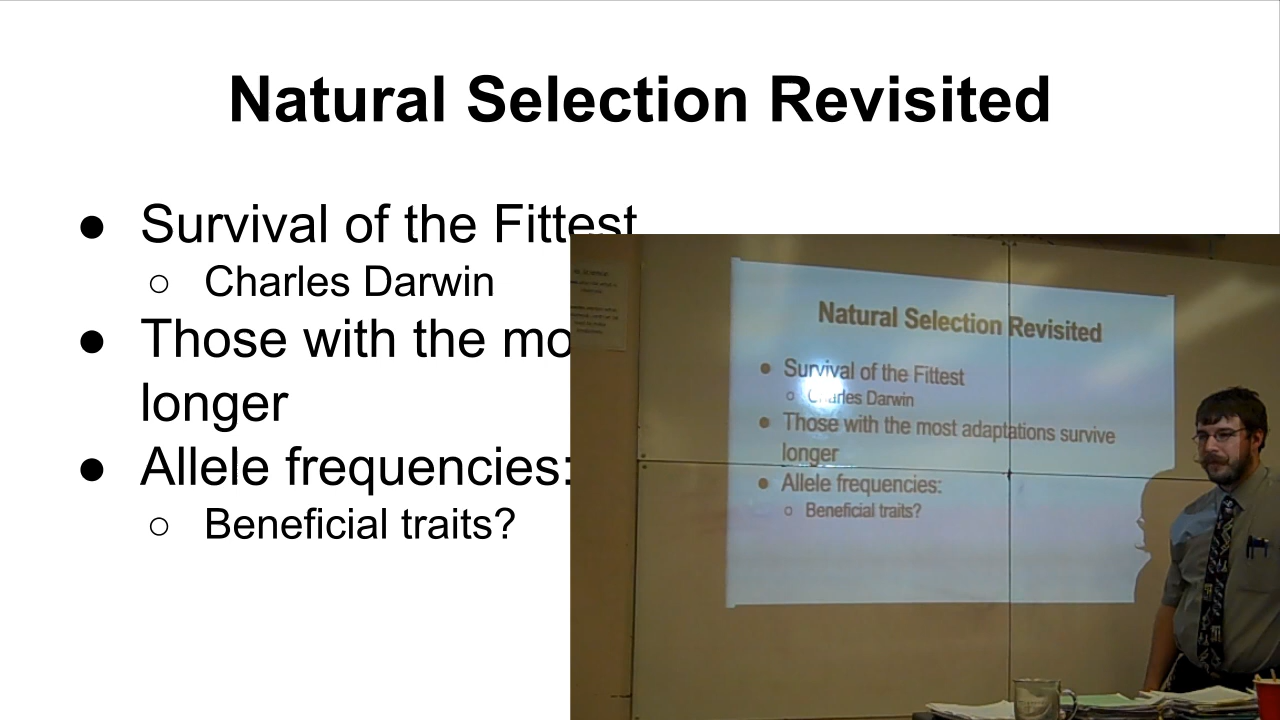 Natural Selection Revisited
● Survival of the Fittest
○ Charles Darwin
● Those with the mo
longer
● Allele frequencies:
○ Beneficial traits?
Natural Selection Revisited
● Survival of the Fittest
○ Charles Darwin
● Those with the most adaptations survive
longer
● Allele frequencies:
○ Beneficial traits?